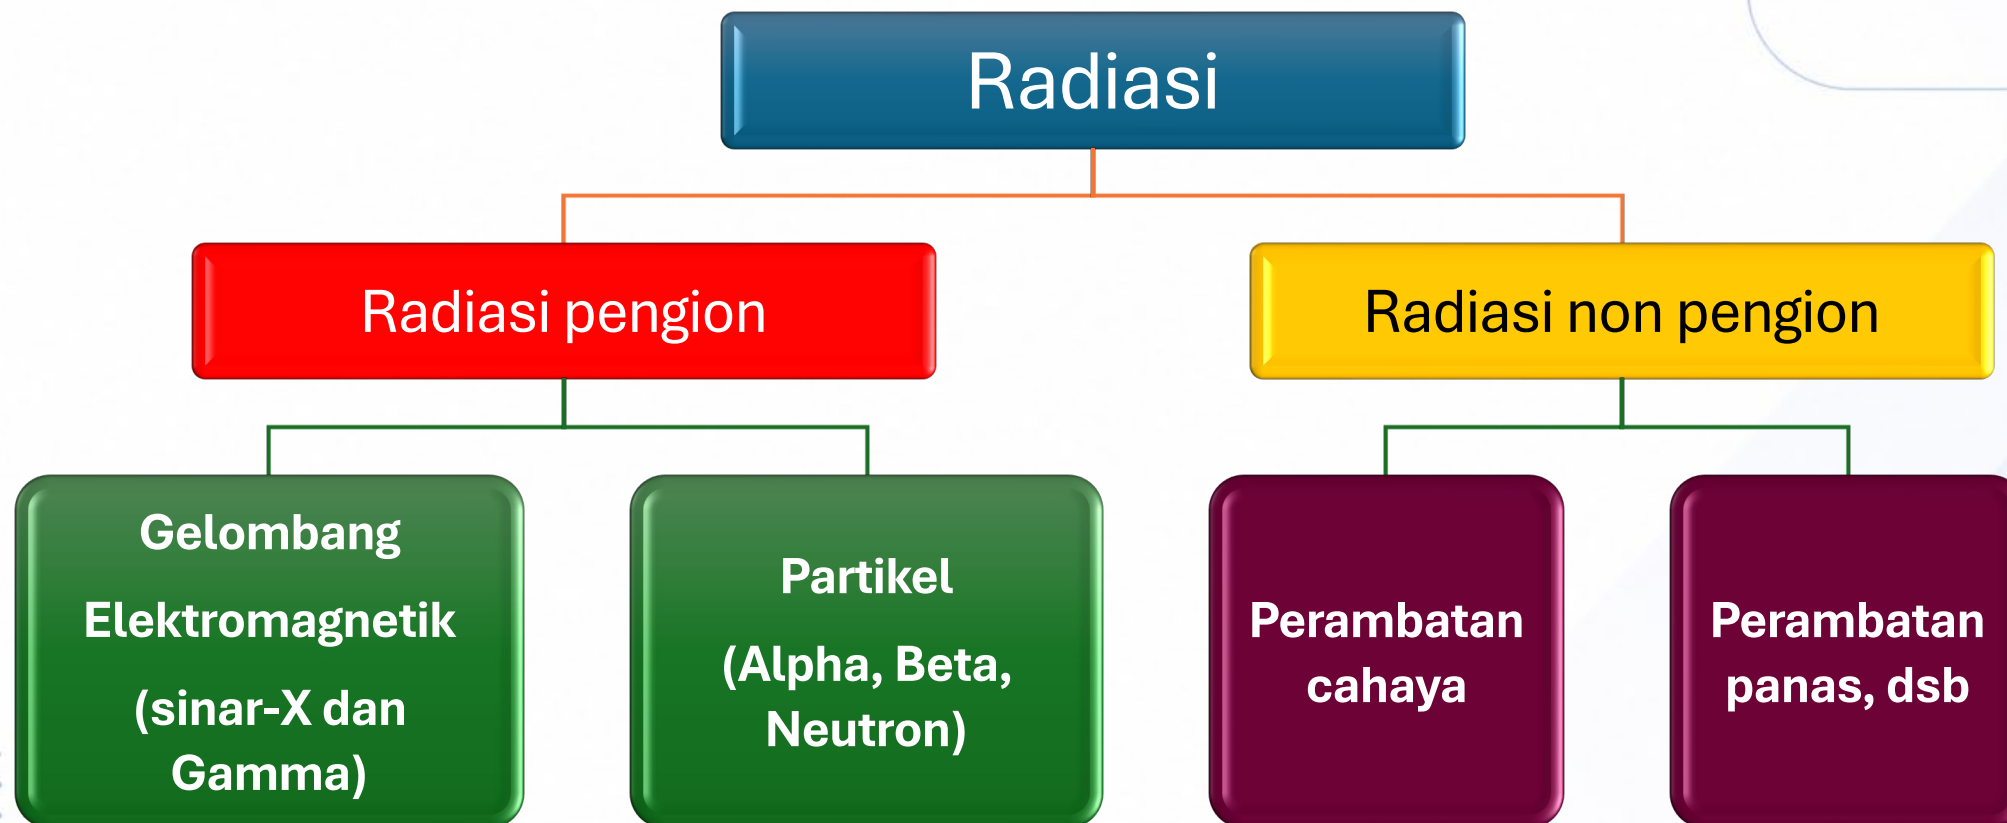 Radiasi
Radiasi pengion
Radiasi non pengion
Gelombang
Elektromagnetik
(sinar-X dan
Gamma)
Partikel
(Alpha, Beta,
Neutron)
Perambatan
cahaya
Perambatan
panas, dsb